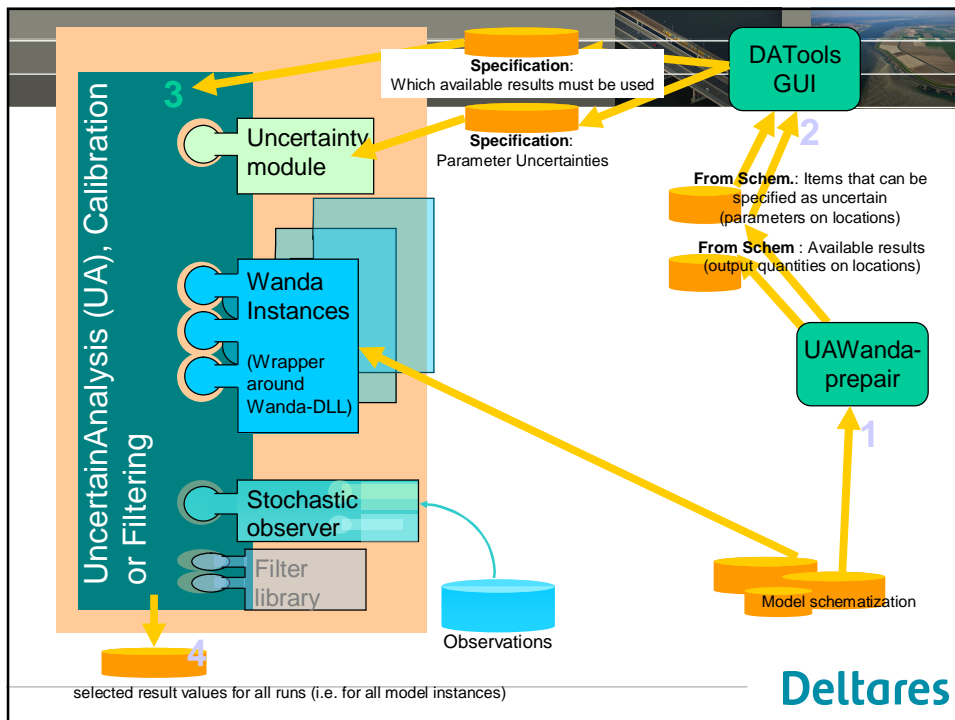 Specification:
Which available results must be used
DATools
GUI
3
2
Uncertainty
module
Specification:
Parameter Uncertainties
From Schem.: Items that can be
specified as uncertain
(parameters on locations)
From Schem : Available results
(output quantities on locations)
UncertainAnalysis (UA), Calibration
or Filtering
Wanda
Instances
(Wrapper
around
Wanda-DLL)
UAWanda-
prepair
1
Stochastic
observer
Filter
library
Model schematization
Observations
4
selected result values for all runs (i.e. for all model instances)
Deltares